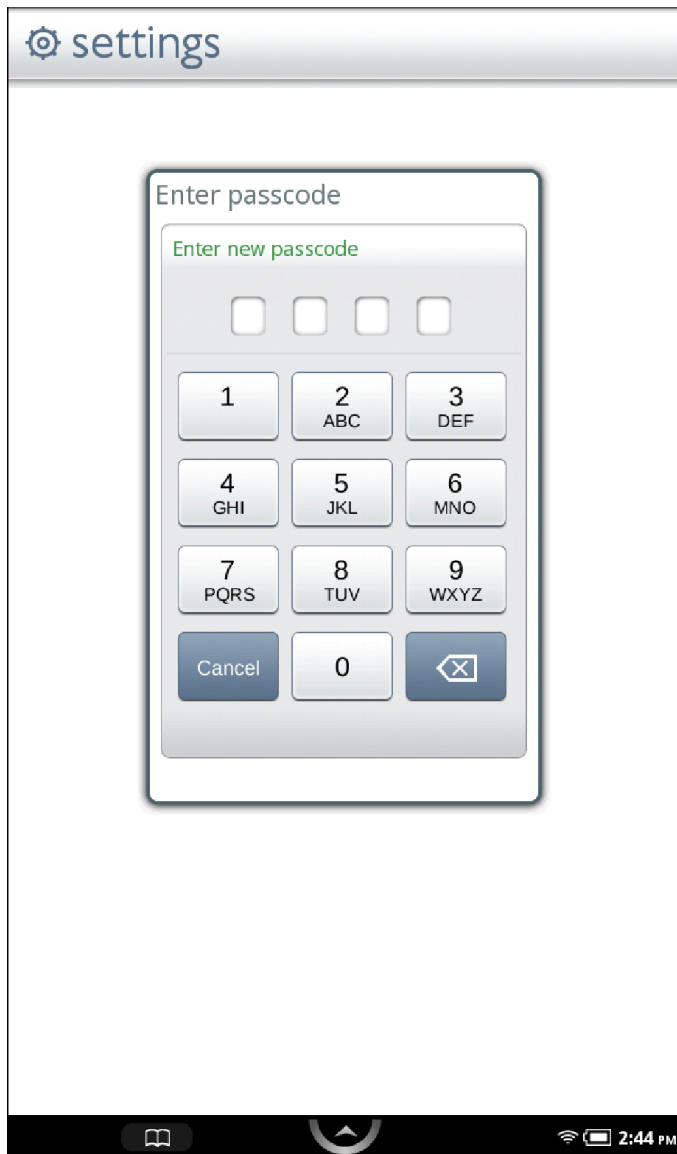 settings
Enter passcode
Enter new passcode
1 2 3
ABC DEF
4 5 6
GHI JKL MNO
7 8 9
PQRS TUV WXYZ
Cancel 0
2:44 PM